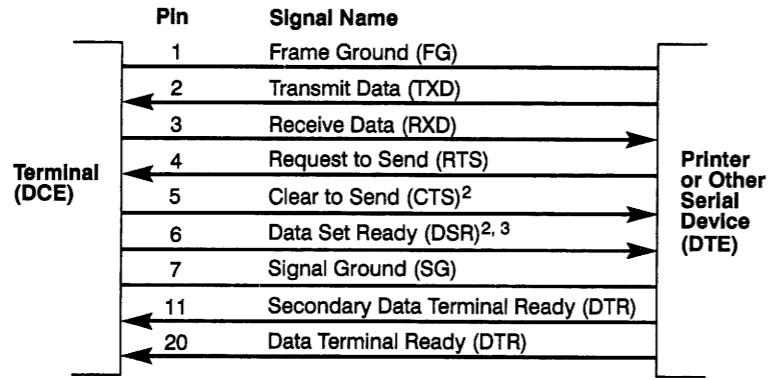 Pin Signal Name
1 Frame Ground (FG)
2 Transmit Data (TXD)
3 Receive Data (RXD)
4 Request to Send (RTS)
5 Clear to Send (CTS)2
6 Data Set Ready (DSR)2, 3
7 Signal Ground (SG)
11 Secondary Data Terminal Ready (DTR)
20 Data Terminal Ready (DTR)
Terminal
(DCE)
Printer
or Other
Serial
Device
(DTE)